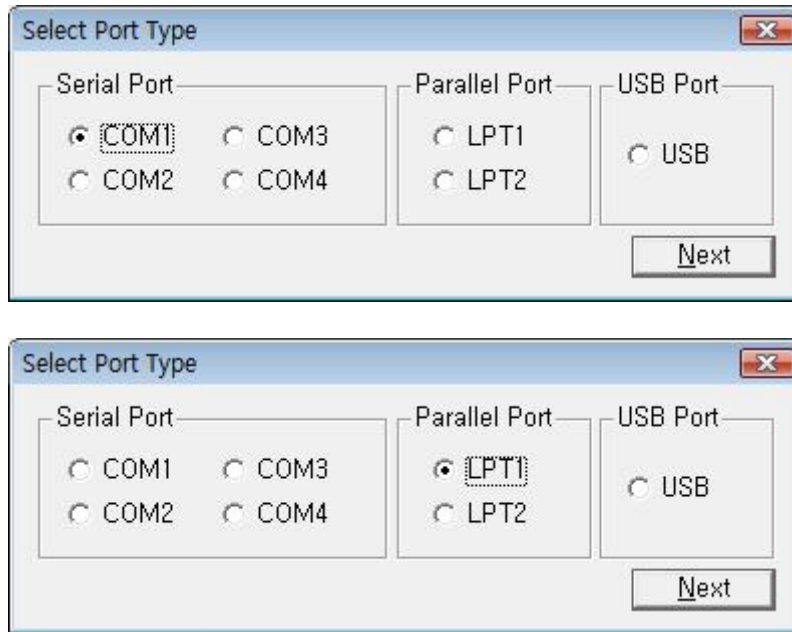 Select Port Type
Serial Port Parallel Port USB Port
COM1 COM3 LPT1 USB
COM2 COM4 LPT2
Next
Select Port Type
Serial Port Parallel Port USB Port
COM1 COM3 LPT1 USB
COM2 COM4 LPT2
Next